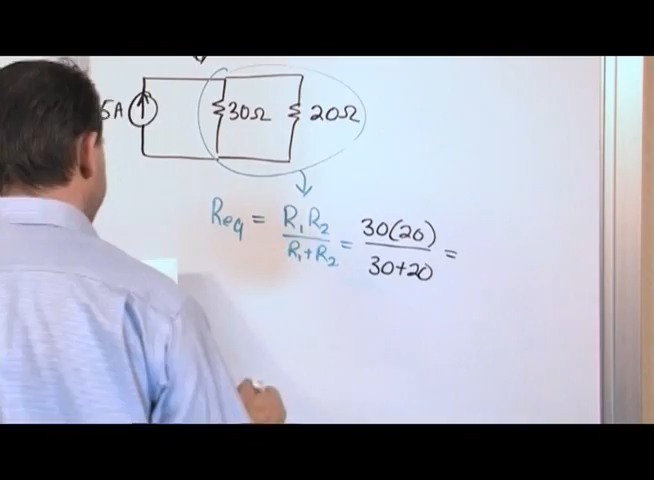 5A 30Ω 20Ω
Req = R₁R₂ / R₁+R₂ = 30(20) / 30+20 =